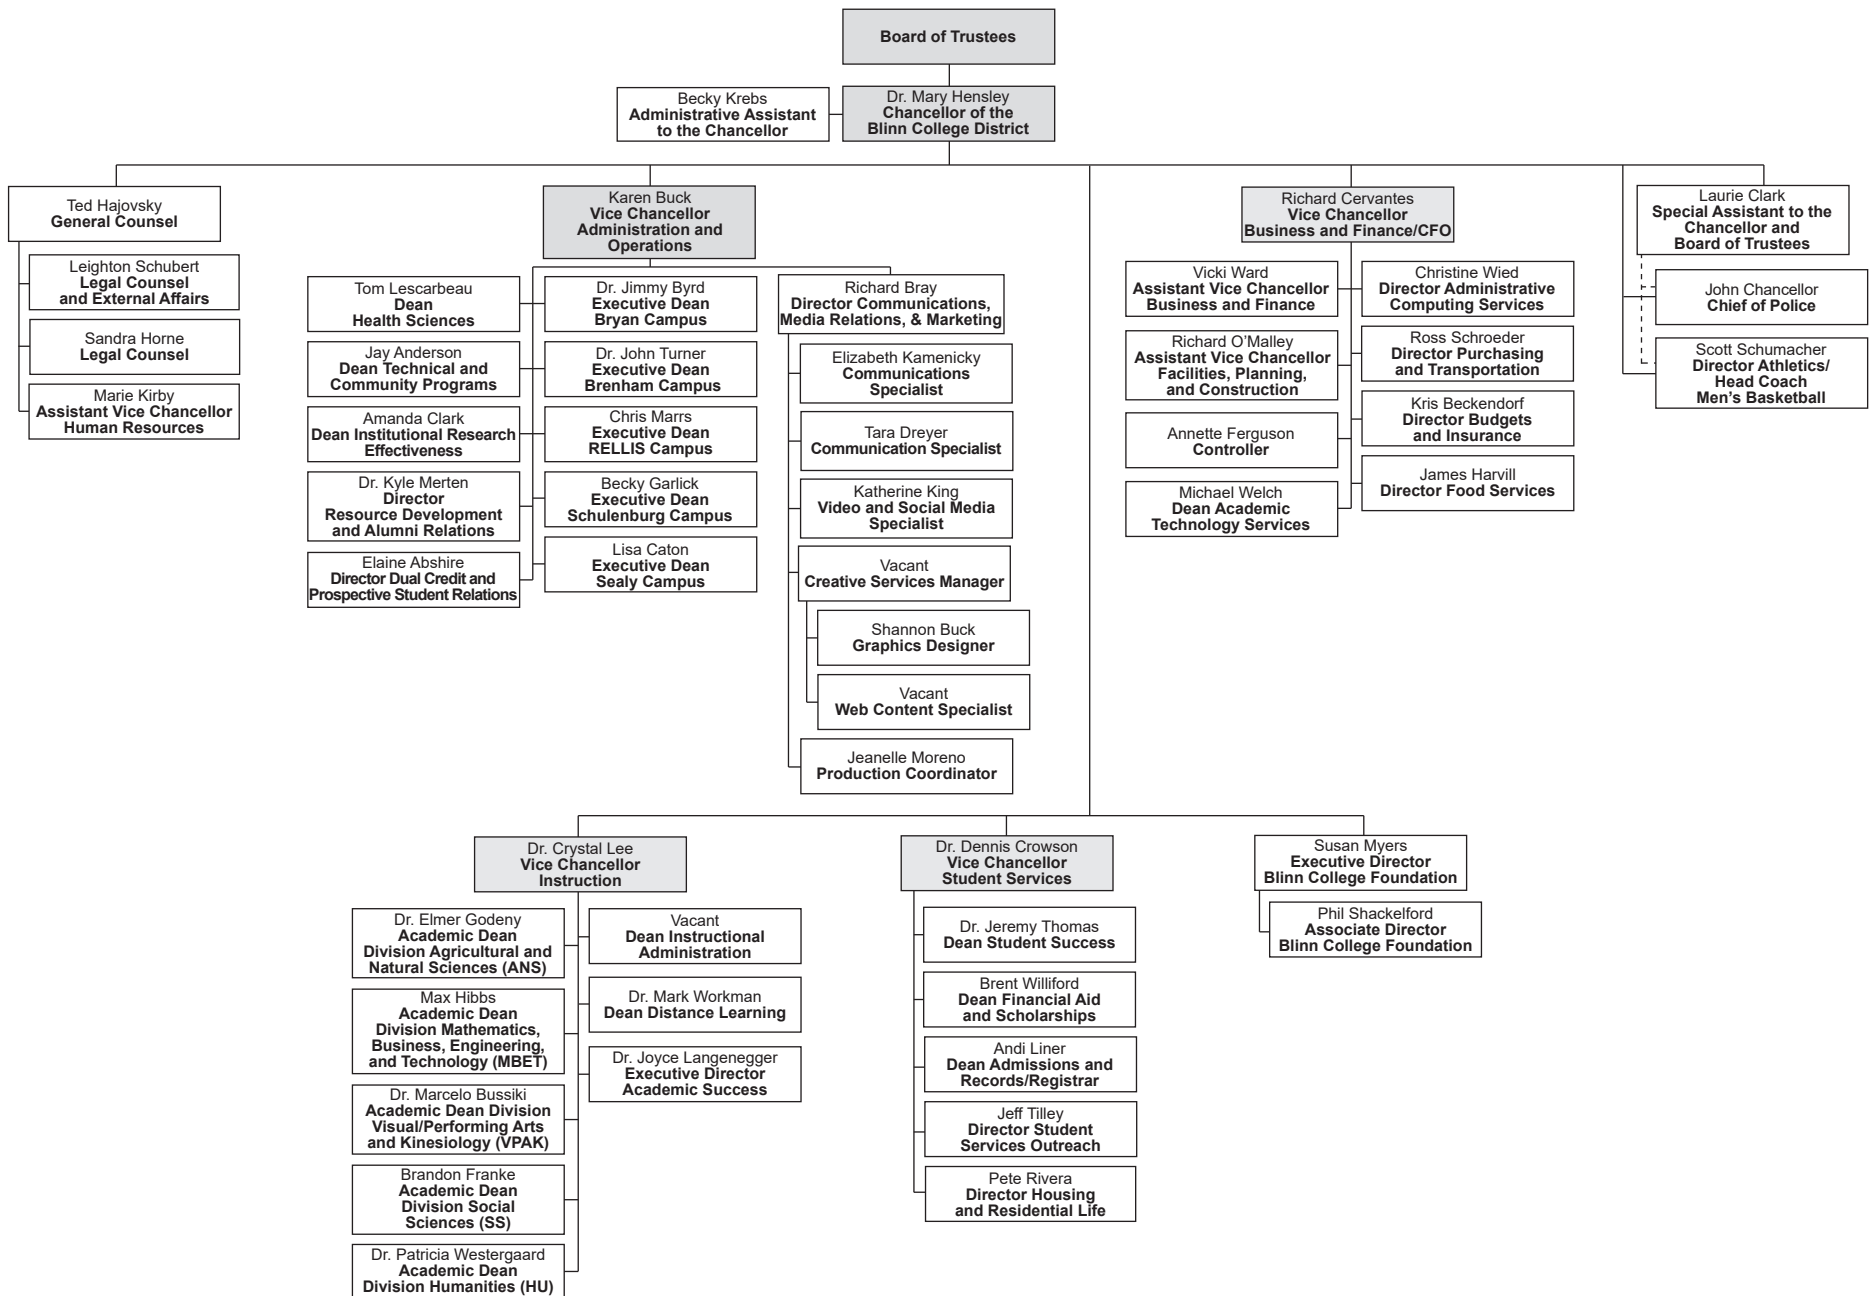 Board of Trustees
Becky Krebs
Administrative Assistant
to the Chancellor
Dr. Mary Hensley
Chancellor of the
Blinn College District
Ted Hajovsky
General Counsel
Leighton Schubert
Legal Counsel
and External Affairs
Sandra Horne
Legal Counsel
Marie Kirby
Assistant Vice Chancellor
Human Resources
Karen Buck
Vice Chancellor
Administration and
Operations
Tom Lescarbeau
Dean
Health Sciences
Jay Anderson
Dean Technical and
Community Programs
Amanda Clark
Dean Institutional Research
Effectiveness
Dr. Kyle Merten
Director
Resource Development
and Alumni Relations
Elaine Abshire
Director Dual Credit and
Prospective Student Relations
Dr. Jimmy Byrd
Executive Dean
Bryan Campus
Dr. John Turner
Executive Dean
Brenham Campus
Chris Marrs
Executive Dean
RELLIS Campus
Becky Garlick
Executive Dean
Schulenburg Campus
Lisa Caton
Executive Dean
Sealy Campus
Richard Bray
Director Communications,
Media Relations, & Marketing
Elizabeth Kamenicky
Communications
Specialist
Tara Dreyer
Communication Specialist
Katherine King
Video and Social Media
Specialist
Vacant
Creative Services Manager
Shannon Buck
Graphics Designer
Vacant
Web Content Specialist
Jeanelle Moreno
Production Coordinator
Richard Cervantes
Vice Chancellor
Business and Finance/CFO
Vicki Ward
Assistant Vice Chancellor
Business and Finance
Richard O’Malley
Assistant Vice Chancellor
Facilities, Planning,
and Construction
Annette Ferguson
Controller
Michael Welch
Dean Academic
Technology Services
Christine Wied
Director Administrative
Computing Services
Ross Schroeder
Director Purchasing
and Transportation
Kris Beckendorf
Director Budgets
and Insurance
James Harvill
Director Food Services
Laurie Clark
Special Assistant to the
Chancellor and
Board of Trustees
John Chancellor
Chief of Police
Scott Schumacher
Director Athletics/
Head Coach
Men’s Basketball
Dr. Crystal Lee
Vice Chancellor
Instruction
Dr. Elmer Godeny
Academic Dean
Division Agricultural and
Natural Sciences (ANS)
Max Hibbs
Academic Dean
Division Mathematics,
Business, Engineering,
and Technology (MBET)
Dr. Marcelo Bussiki
Academic Dean Division
Visual/Performing Arts
and Kinesiology (VPAK)
Brandon Franke
Academic Dean
Division Social
Sciences (SS)
Dr. Patricia Westergaard
Academic Dean
Division Humanities (HU)
Vacant
Dean Instructional
Administration
Dr. Mark Workman
Dean Distance Learning
Dr. Joyce Langenegger
Executive Director
Academic Success
Dr. Dennis Crowson
Vice Chancellor
Student Services
Dr. Jeremy Thomas
Dean Student Success
Brent Williford
Dean Financial Aid
and Scholarships
Andi Liner
Dean Admissions and
Records/Registrar
Jeff Tilley
Director Student
Services Outreach
Pete Rivera
Director Housing
and Residential Life
Susan Myers
Executive Director
Blinn College Foundation
Phil Shackelford
Associate Director
Blinn College Foundation